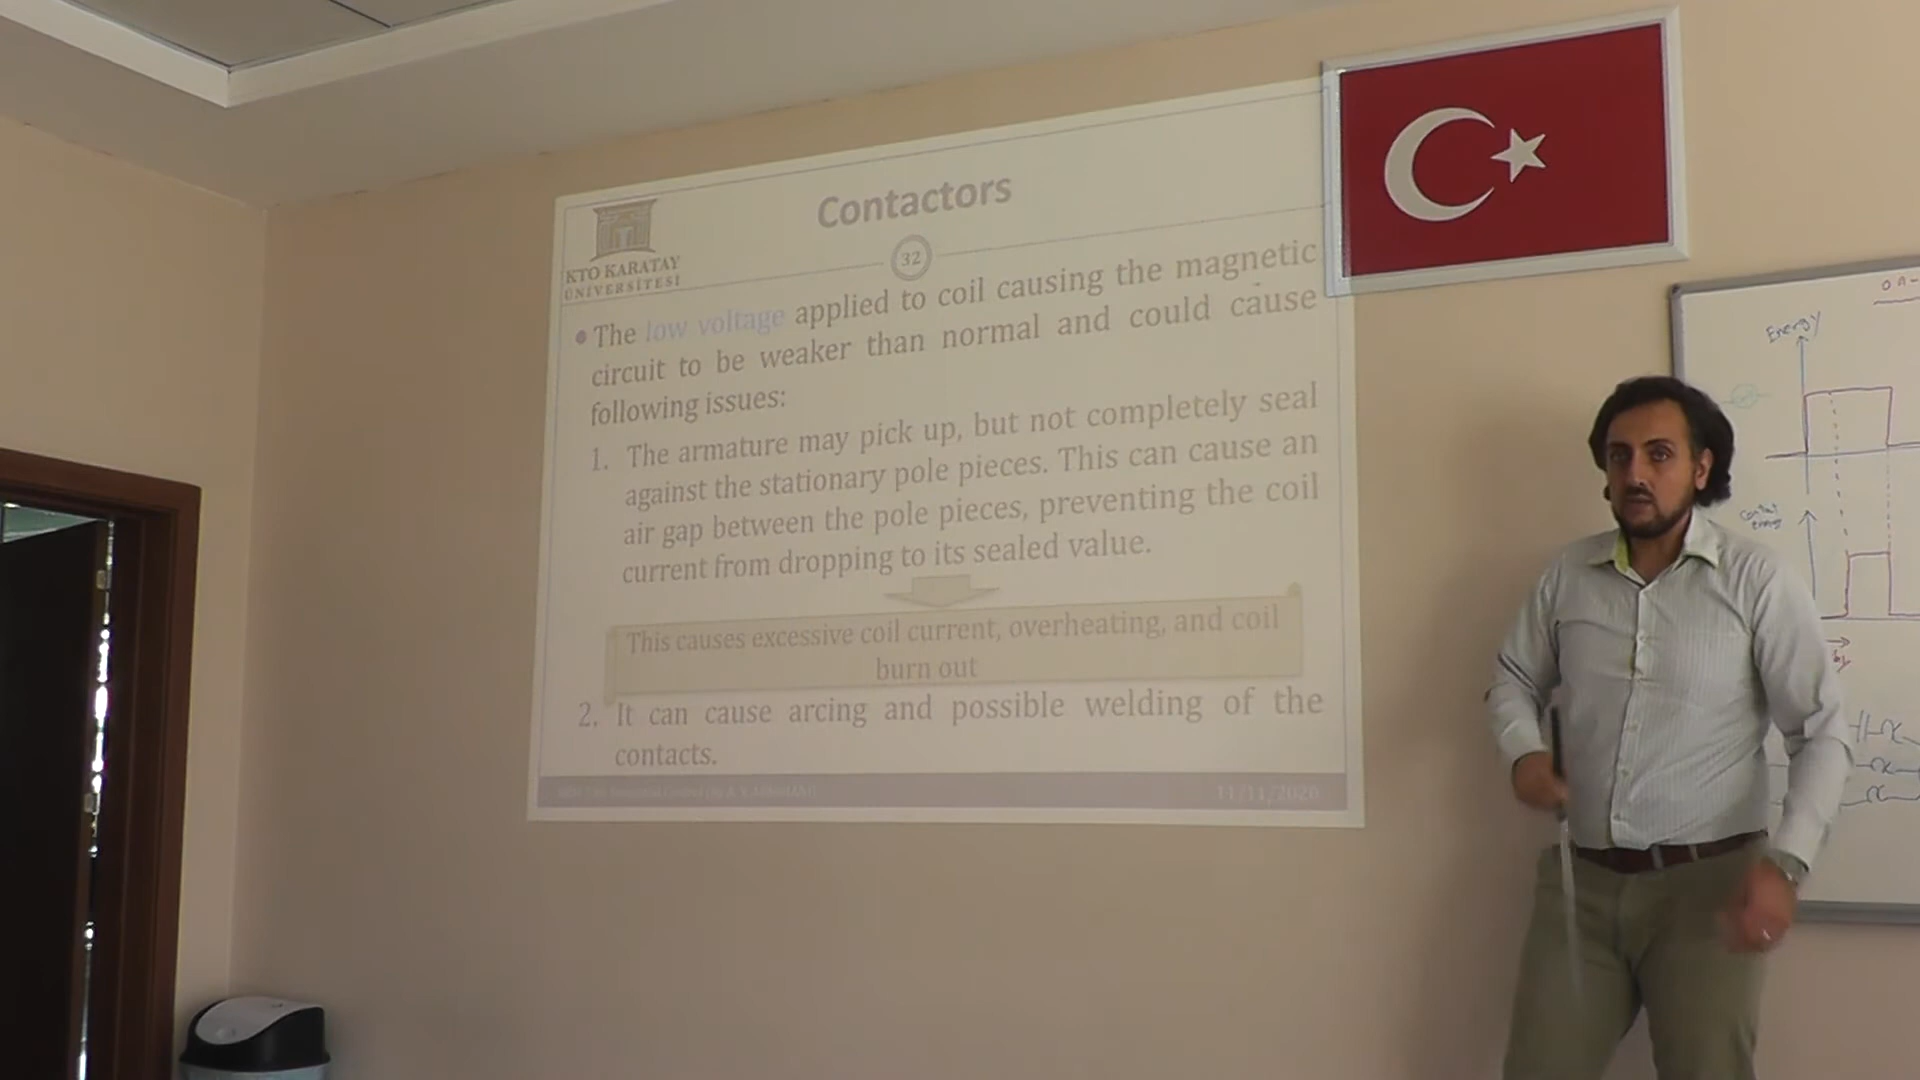 Contactors
32
KTO KARATAY
ÜNİVERSİTESİ
• The low voltage applied to coil causing the magnetic
circuit to be weaker than normal and could cause
following issues:
1. The armature may pick up, but not completely seal
against the stationary pole pieces. This can cause an
air gap between the pole pieces, preventing the coil
current from dropping to its sealed value.
This causes excessive coil current, overheating, and coil
burn out
2. It can cause arcing and possible welding of the
contacts.
11/11/2020
on-
Energy